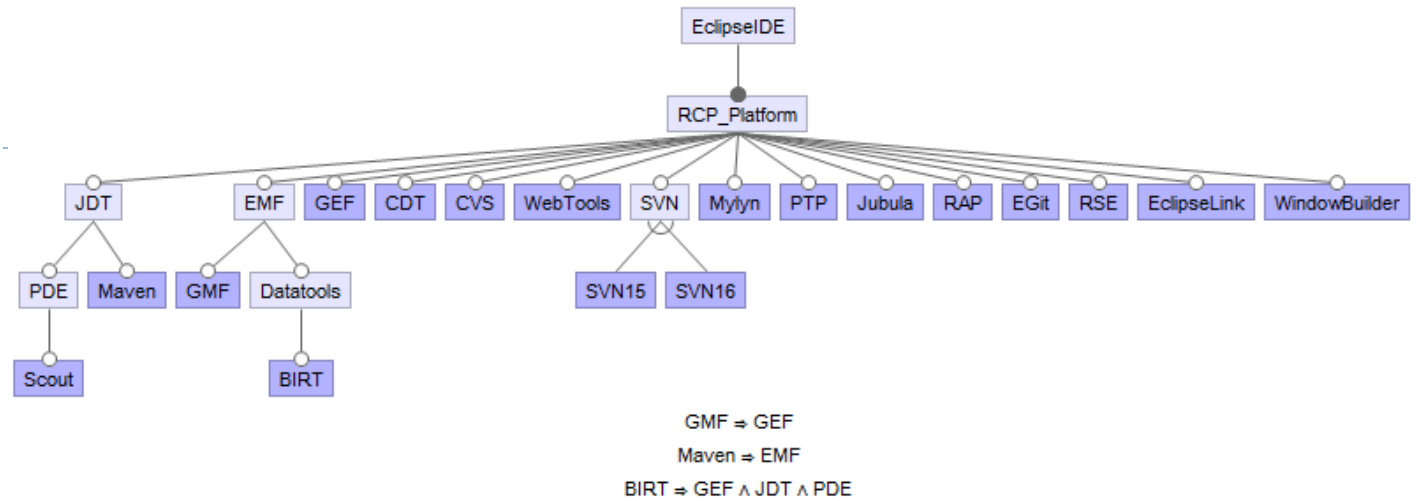 EclipseIDE
RCP_Platform
JDT EMF GEF CDT CVS WebTools SVN Mylyn PTP Jubula RAP EGit RSE EclipseLink WindowBuilder
PDE Maven GMF Datatools SVN15 SVN16
Scout BIRT
GMF ⇒ GEF
Maven ⇒ EMF
BIRT ⇒ GEF ∧ JDT ∧ PDE